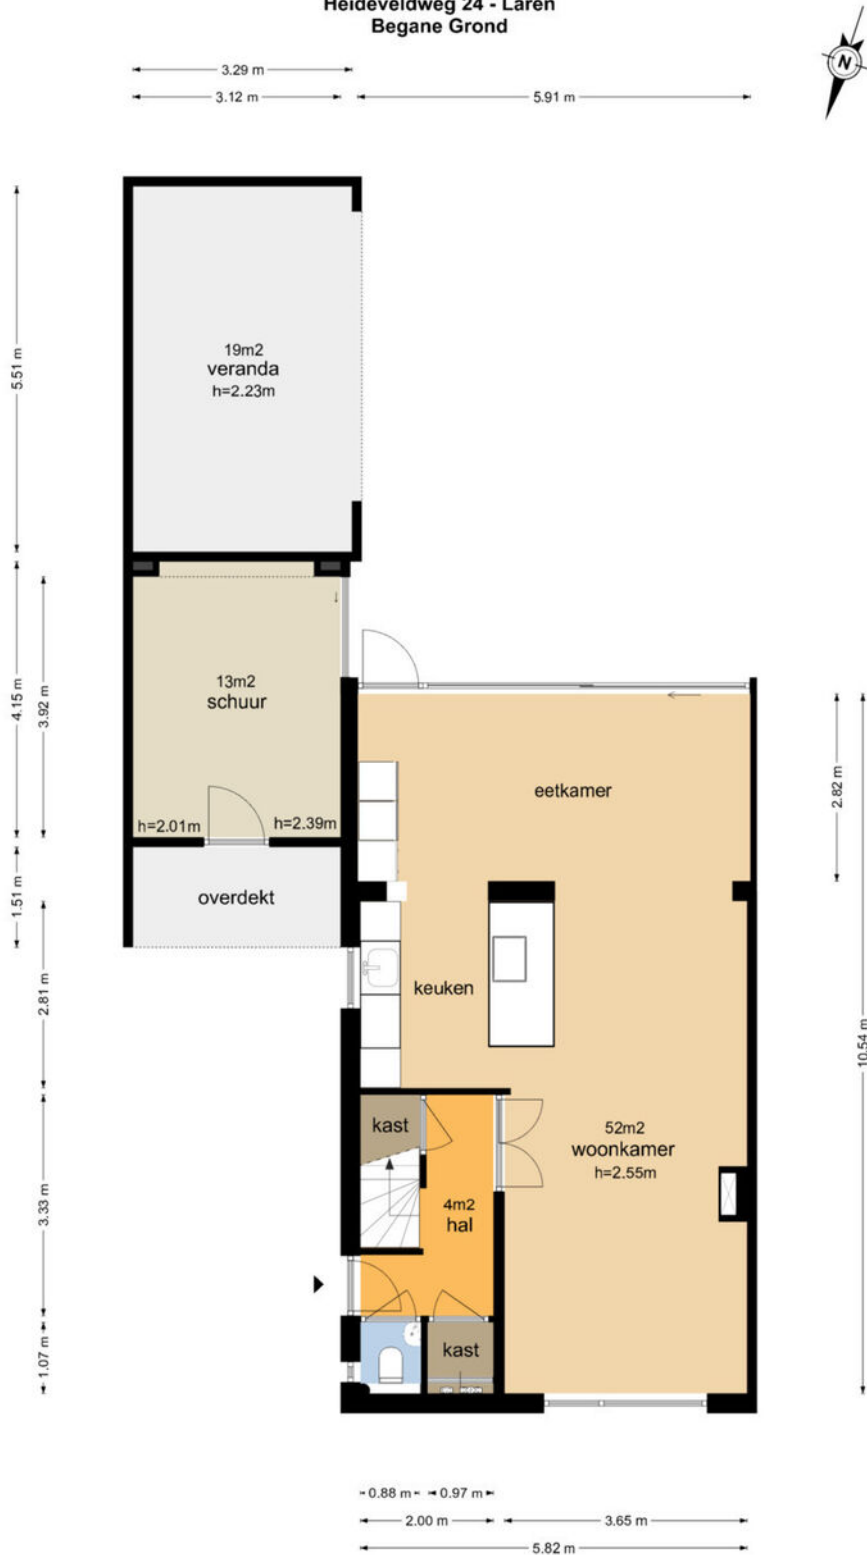 Heideveldweg 24 - Laren
Begane Grond
N
3.29 m
3.12 m
5.91 m
5.51 m
19m2
veranda
h=2.23m
4.15 m
3.92 m
13m2
schuur
h=2.01m
h=2.39m
eetkamer
2.82 m
1.51 m
overdekt
2.81 m
keuken
10.54 m
kast
52m2
woonkamer
h=2.55m
3.33 m
4m2
hal
1.07 m
kast
0.88 m
0.97 m
2.00 m
3.65 m
5.82 m